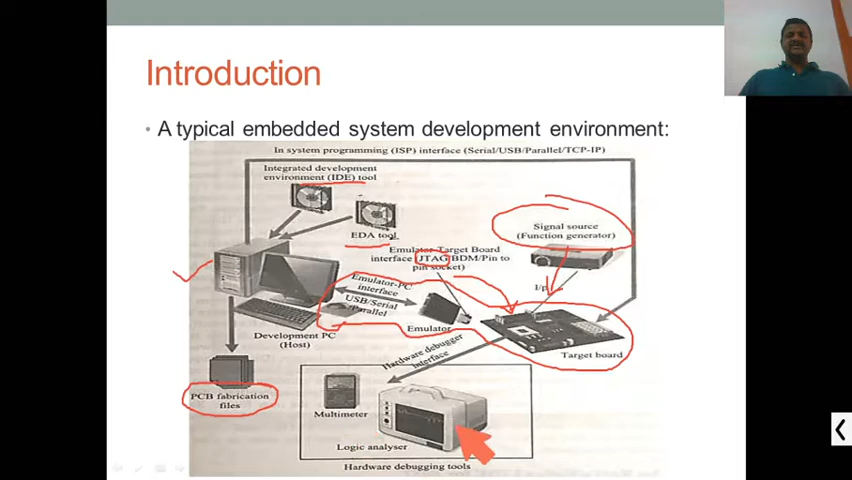 Introduction
• A typical embedded system development environment:
In system programming (ISP) interface (Serial/USB/Parallel/TCP-IP)
Integrated development
environment (IDE) tool
EDA tool
Signal source
(Function generator)
Emulator-Target Board
interface (JTAG/BDM/Pin to
pin socket)
I/p
Emulator-PC
interface
USB/Serial
/Parallel
Emulator
Development PC
(Host)
Target board
Hardware debugger
interface
PCB fabrication
files
Multimeter
Logic analyser
Hardware debugging tools